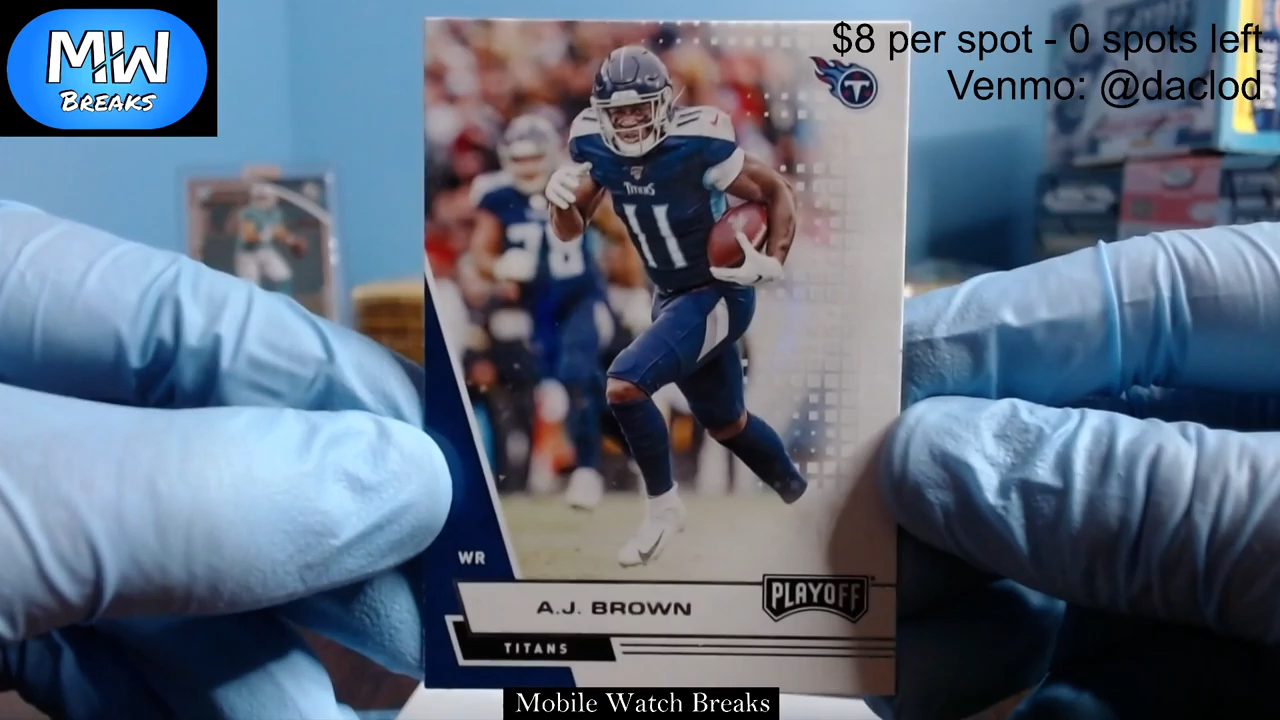 MW
BREAKS
$8 per spot - 0 spots left
Venmo: @daclod
T
TITANS
11
28
WR
A.J. BROWN
PLAYOFF
TITANS
Mobile Watch Breaks